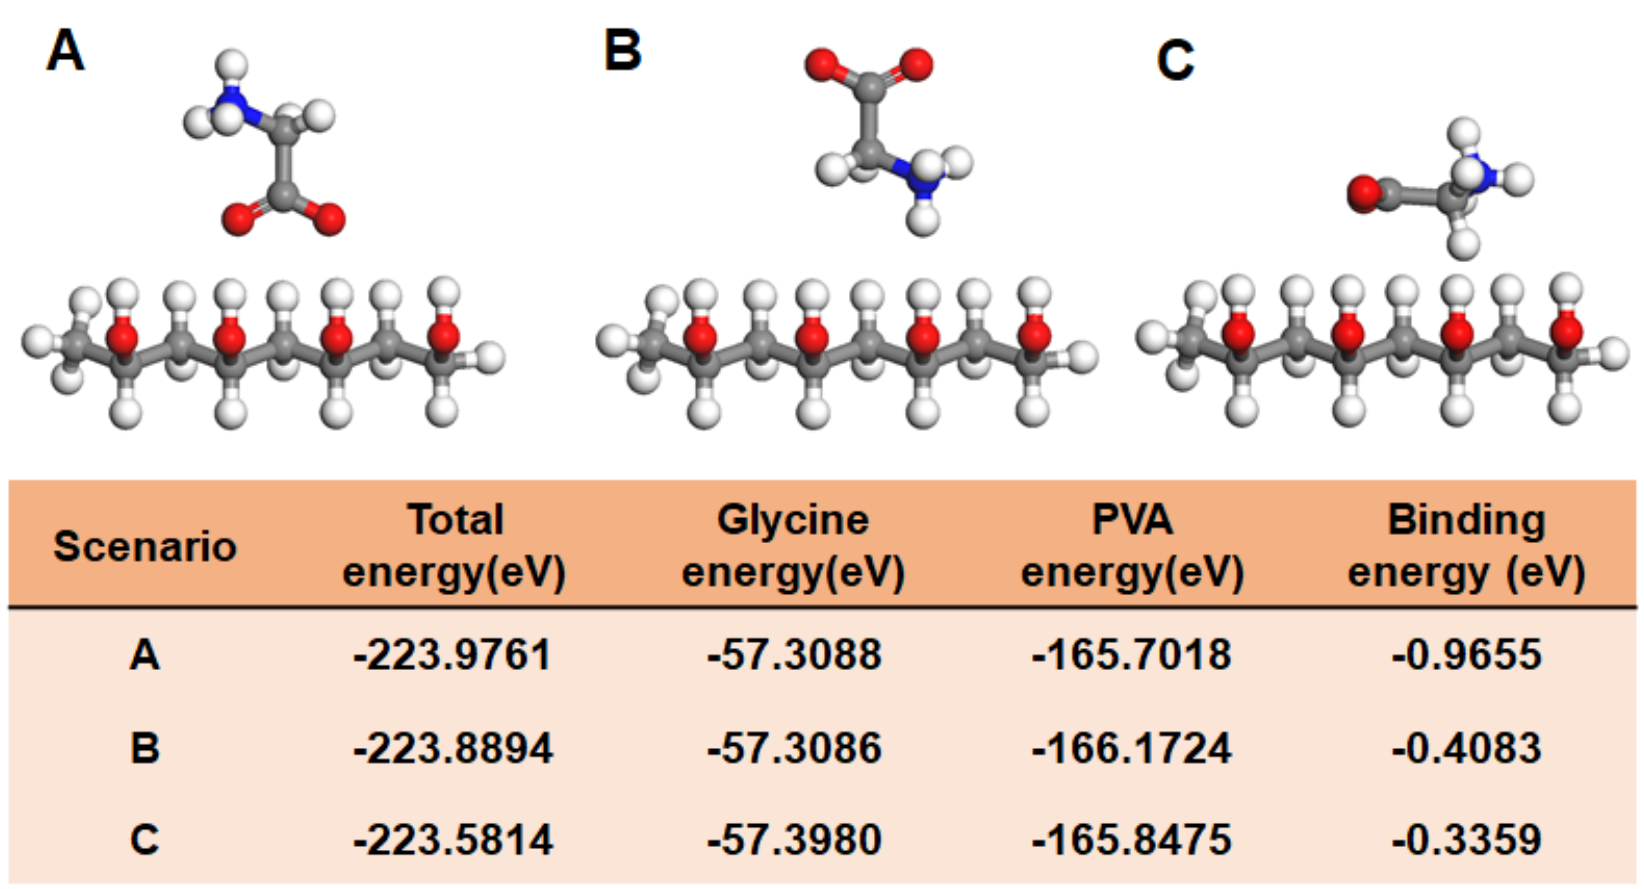 A
B
C
Scenario
Total energy(eV)
Glycine energy(eV)
PVA energy(eV)
Binding energy (eV)
A -223.9761 -57.3088 -165.7018 -0.9655
B -223.8894 -57.3086 -166.1724 -0.4083
C -223.5814 -57.3980 -165.8475 -0.3359